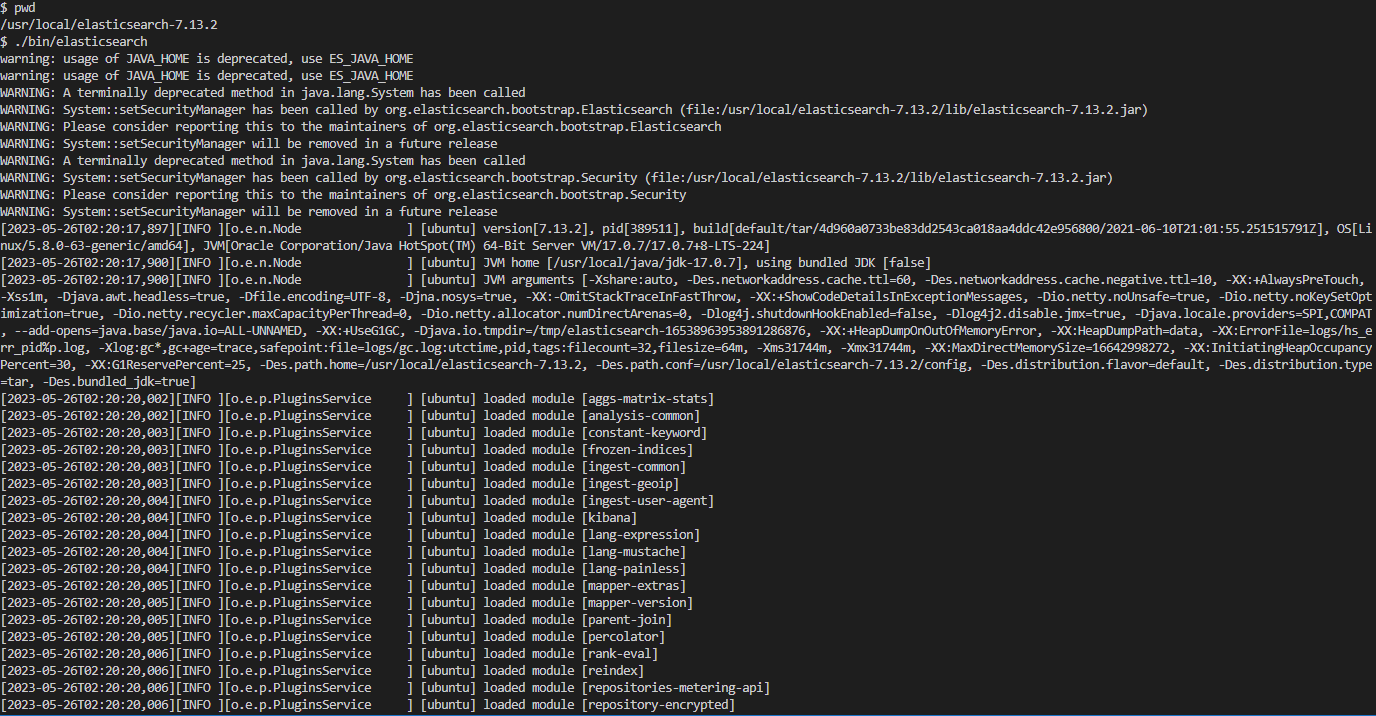 $ pwd
/usr/local/elasticsearch-7.13.2
$ ./bin/elasticsearch
warning: usage of JAVA_HOME is deprecated, use ES_JAVA_HOME
warning: usage of JAVA_HOME is deprecated, use ES_JAVA_HOME
WARNING: A terminally deprecated method in java.lang.System has been called
WARNING: System::setSecurityManager has been called by org.elasticsearch.bootstrap.Elasticsearch (file:/usr/local/elasticsearch-7.13.2/lib/elasticsearch-7.13.2.jar)
WARNING: Please consider reporting this to the maintainers of org.elasticsearch.bootstrap.Elasticsearch
WARNING: System::setSecurityManager will be removed in a future release
WARNING: A terminally deprecated method in java.lang.System has been called
WARNING: System::setSecurityManager has been called by org.elasticsearch.bootstrap.Security (file:/usr/local/elasticsearch-7.13.2/lib/elasticsearch-7.13.2.jar)
WARNING: Please consider reporting this to the maintainers of org.elasticsearch.bootstrap.Security
WARNING: System::setSecurityManager will be removed in a future release
[2023-05-26T02:20:17,897][INFO ][o.e.n.Node               ] [ubuntu] version[7.13.2], pid[389511], build[default/tar/4d960a0733be83dd2543ca018aa4ddc42e956800/2021-06-10T21:01:55.251515791Z], OS[Li
nux/5.8.0-63-generic/amd64], JVM[Oracle Corporation/Java HotSpot(TM) 64-Bit Server VM/17.0.7/17.0.7+8-LTS-224]
[2023-05-26T02:20:17,900][INFO ][o.e.n.Node               ] [ubuntu] JVM home [/usr/local/java/jdk-17.0.7], using bundled JDK [false]
[2023-05-26T02:20:17,900][INFO ][o.e.n.Node               ] [ubuntu] JVM arguments [-Xshare:auto, -Des.networkaddress.cache.ttl=60, -Des.networkaddress.cache.negative.ttl=10, -XX:+AlwaysPreTouch,
-Xss1m, -Djava.awt.headless=true, -Dfile.encoding=UTF-8, -Djna.nosys=true, -XX:-OmitStackTraceInFastThrow, -XX:+ShowCodeDetailsInExceptionMessages, -Dio.netty.noUnsafe=true, -Dio.netty.noKeySetOpt
imization=true, -Dio.netty.recycler.maxCapacityPerThread=0, -Dio.netty.allocator.numDirectArenas=0, -Dlog4j.shutdownHookEnabled=false, -Dlog4j2.disable.jmx=true, -Djava.locale.providers=SPI,COMPAT
, --add-opens=java.base/java.io=ALL-UNNAMED, -XX:+UseG1GC, -Djava.io.tmpdir=/tmp/elasticsearch-16538963953891286876, -XX:+HeapDumpOnOutOfMemoryError, -XX:HeapDumpPath=data, -XX:ErrorFile=logs/hs_e
rr_pid%p.log, -Xlog:gc*,gc+age=trace,safepoint:file=logs/gc.log:utctime,pid,tags:filecount=32,filesize=64m, -Xms31744m, -Xmx31744m, -XX:MaxDirectMemorySize=16642998272, -XX:InitiatingHeapOccupancy
Percent=30, -XX:G1ReservePercent=25, -Des.path.home=/usr/local/elasticsearch-7.13.2, -Des.path.conf=/usr/local/elasticsearch-7.13.2/config, -Des.distribution.flavor=default, -Des.distribution.type
=tar, -Des.bundled_jdk=true]
[2023-05-26T02:20:20,002][INFO ][o.e.p.PluginsService     ] [ubuntu] loaded module [aggs-matrix-stats]
[2023-05-26T02:20:20,002][INFO ][o.e.p.PluginsService     ] [ubuntu] loaded module [analysis-common]
[2023-05-26T02:20:20,003][INFO ][o.e.p.PluginsService     ] [ubuntu] loaded module [constant-keyword]
[2023-05-26T02:20:20,003][INFO ][o.e.p.PluginsService     ] [ubuntu] loaded module [frozen-indices]
[2023-05-26T02:20:20,003][INFO ][o.e.p.PluginsService     ] [ubuntu] loaded module [ingest-common]
[2023-05-26T02:20:20,003][INFO ][o.e.p.PluginsService     ] [ubuntu] loaded module [ingest-geoip]
[2023-05-26T02:20:20,004][INFO ][o.e.p.PluginsService     ] [ubuntu] loaded module [ingest-user-agent]
[2023-05-26T02:20:20,004][INFO ][o.e.p.PluginsService     ] [ubuntu] loaded module [kibana]
[2023-05-26T02:20:20,004][INFO ][o.e.p.PluginsService     ] [ubuntu] loaded module [lang-expression]
[2023-05-26T02:20:20,004][INFO ][o.e.p.PluginsService     ] [ubuntu] loaded module [lang-mustache]
[2023-05-26T02:20:20,004][INFO ][o.e.p.PluginsService     ] [ubuntu] loaded module [lang-painless]
[2023-05-26T02:20:20,005][INFO ][o.e.p.PluginsService     ] [ubuntu] loaded module [mapper-extras]
[2023-05-26T02:20:20,005][INFO ][o.e.p.PluginsService     ] [ubuntu] loaded module [mapper-version]
[2023-05-26T02:20:20,005][INFO ][o.e.p.PluginsService     ] [ubuntu] loaded module [parent-join]
[2023-05-26T02:20:20,005][INFO ][o.e.p.PluginsService     ] [ubuntu] loaded module [percolator]
[2023-05-26T02:20:20,006][INFO ][o.e.p.PluginsService     ] [ubuntu] loaded module [rank-eval]
[2023-05-26T02:20:20,006][INFO ][o.e.p.PluginsService     ] [ubuntu] loaded module [reindex]
[2023-05-26T02:20:20,006][INFO ][o.e.p.PluginsService     ] [ubuntu] loaded module [repositories-metering-api]
[2023-05-26T02:20:20,006][INFO ][o.e.p.PluginsService     ] [ubuntu] loaded module [repository-encrypted]